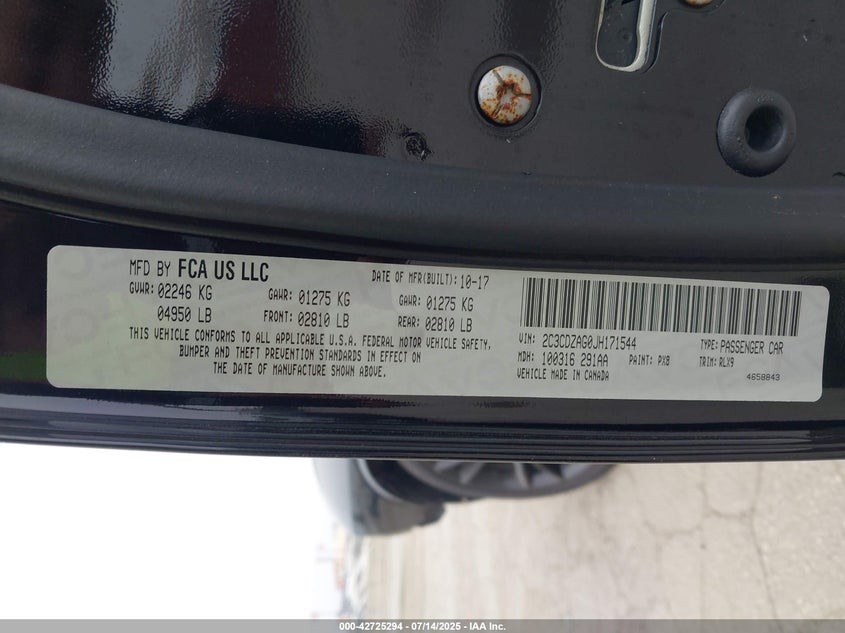 MFD BY FCA US LLC
DATE OF MFR(BUILT): 10-17
GVWR: 02246 KG
GAWR: 01275 KG
GAWR: 01275 KG
04950 LB
FRONT: 02810 LB
REAR: 02810 LB
THIS VEHICLE CONFORMS TO ALL APPLICABLE U.S.A. FEDERAL MOTOR VEHICLE SAFETY,
BUMPER AND THEFT PREVENTION STANDARDS IN EFFECT ON
THE DATE OF MANUFACTURE SHOWN ABOVE.
VIN: 2C3CDZAG0JH171544
TYPE: PASSENGER CAR
MDH: 100316 291AA
PAINT: PX8
TRIM: RLX9
VEHICLE MADE IN CANADA
4658843
000-42725294 - 07/14/2025 - IAA Inc.